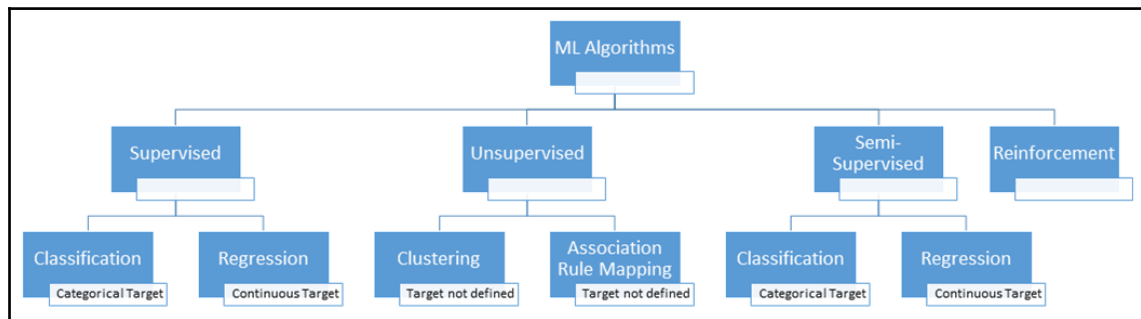 ML Algorithms
Supervised
Unsupervised
Semi-
Supervised
Reinforcement
Classification
Categorical Target
Regression
Continuous Target
Clustering
Target not defined
Association
Rule Mapping
Target not defined
Classification
Categorical Target
Regression
Continuous Target